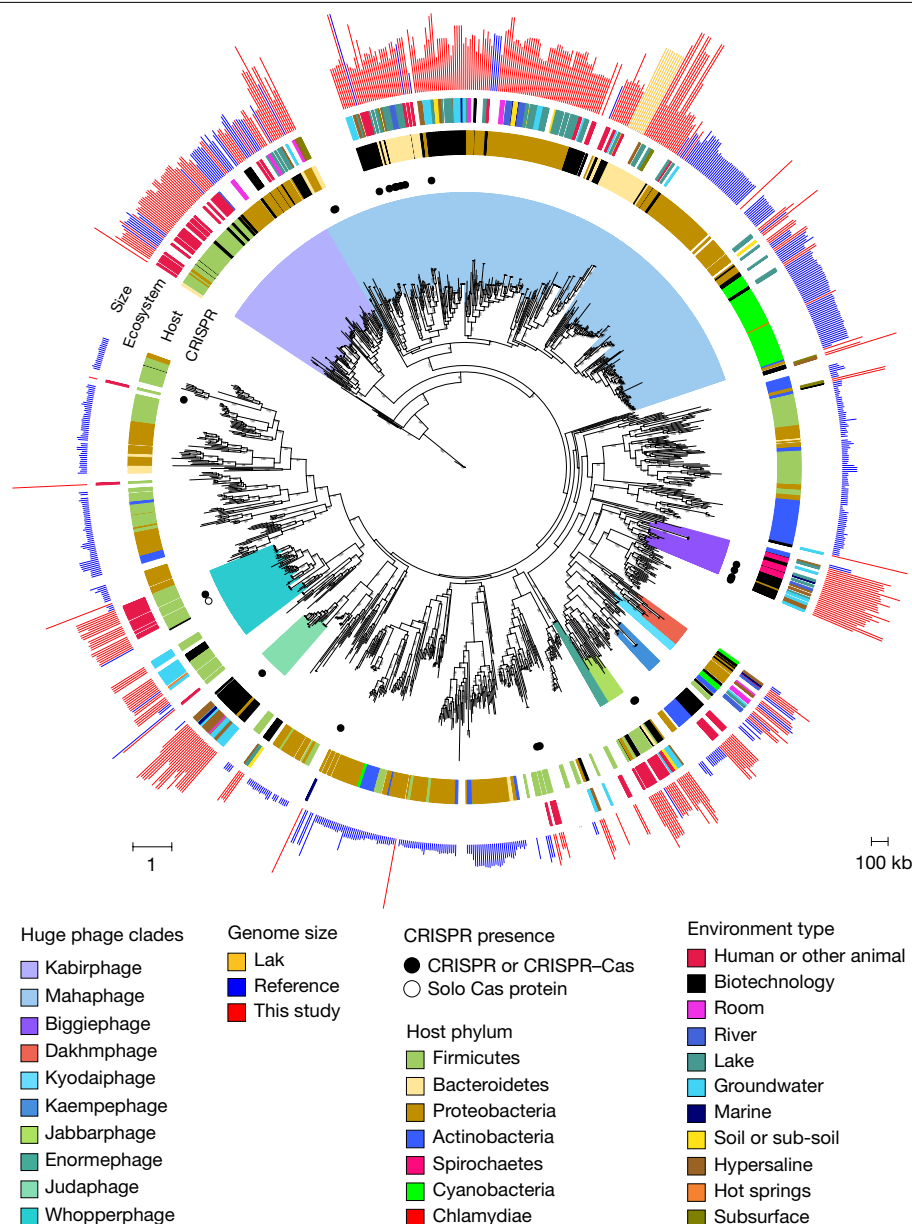 Size
Ecosystem
Host
CRISPR
1
100 kb
Huge phage clades
Kabirphage
Mahaphage
Biggiephage
Dakhmphage
Kyodaiphage
Kaempephage
Jabbarphage
Enormephage
Judaphage
Whopperphage
Genome size
Lak
Reference
This study
CRISPR presence
CRISPR or CRISPR–Cas
Solo Cas protein
Host phylum
Firmicutes
Bacteroidetes
Proteobacteria
Actinobacteria
Spirochaetes
Cyanobacteria
Chlamydiae
Environment type
Human or other animal
Biotechnology
Room
River
Lake
Groundwater
Marine
Soil or sub-soil
Hypersaline
Hot springs
Subsurface